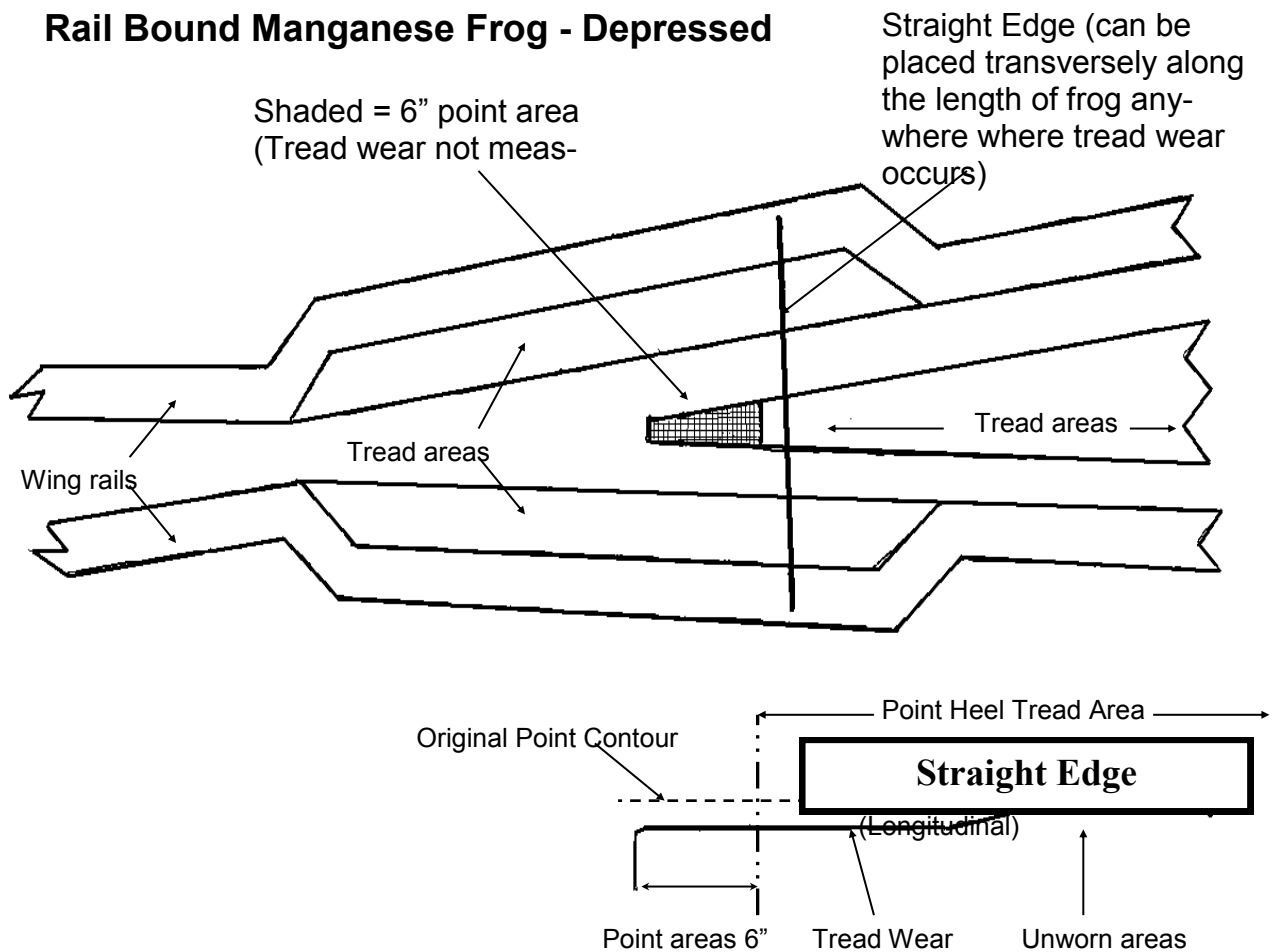 Rail Bound Manganese Frog - Depressed
Straight Edge (can be
placed transversely along
the length of frog any-
where where tread wear
occurs)
Shaded = 6” point area
(Tread wear not meas-
Tread areas
Tread areas
Wing rails
Point Heel Tread Area
Original Point Contour
Straight Edge
(Longitudinal)
Point areas 6”
Tread Wear
Unworn areas